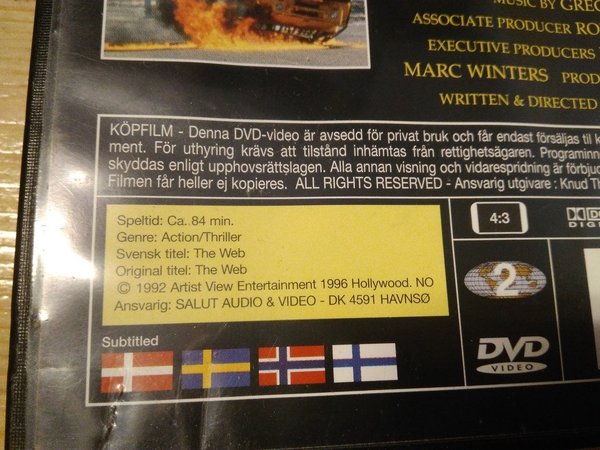 MUSIC BY GREG
ASSOCIATE PRODUCER RO
EXECUTIVE PRODUCERS
MARC WINTERS PROD
WRITTEN & DIRECTED
KÖPFILM - Denna DVD-video är avsedd för privat bruk och får endast försäljas til k
ment. För uthyring krävs att tilstånd inhämtas från rettighetsägaren. Programinn
skyddas enligt upphovsrättslagen. Alla annan visning och vidarespridning är förbjud
Filmen får heller ej kopieres. ALL RIGHTS RESERVED - Ansvarig utgivare : Knud Th
Speltid: Ca. 84 min.
Genre: Action/Thriller
Svensk titel: The Web
Original titel: The Web
© 1992 Artist View Entertainment 1996 Hollywood. NO
Ansvarig: SALUT AUDIO & VIDEO - DK 4591 HAVNSØ
4:3
DIGI
2
Subtitled
DVD
VIDEO